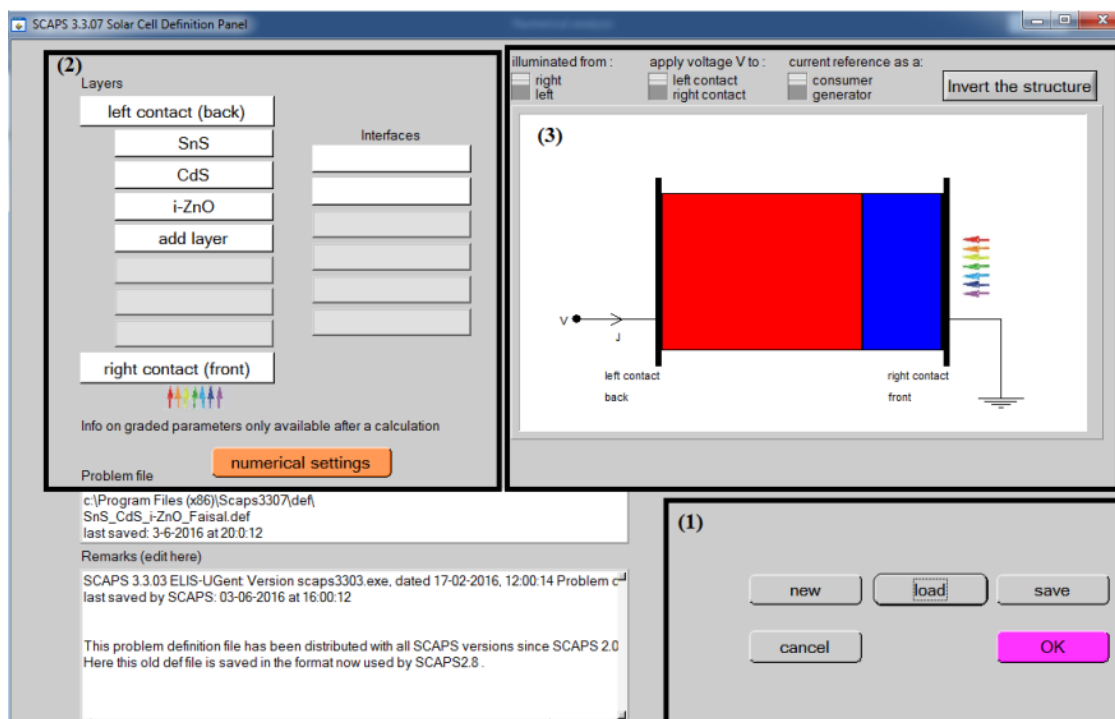 SCAPS 3.3.07 Solar Cell Definition Panel
(2)
Layers
left contact (back)
SnS
CdS
i-ZnO
add layer
right contact (front)
Interfaces
Info on graded parameters only available after a calculation
numerical settings
illuminated from :
right
left
apply voltage V to :
left contact
right contact
current reference as a:
consumer
generator
Invert the structure
(3)
V
J
left contact
back
right contact
front
Problem file
c:\Program Files (x86)\Scaps3307\def\
SnS_CdS_i-ZnO_Faisal.def
last saved: 3-6-2016 at 20:0:12
Remarks (edit here)
SCAPS 3.3.03 ELIS-UGent: Version scaps3303.exe, dated 17-02-2016, 12:00:14 Problem c
last saved by SCAPS: 03-06-2016 at 16:00:12
This problem definition file has been distributed with all SCAPS versions since SCAPS 2.0
Here this old def file is saved in the format now used by SCAPS2.8 .
(1)
new
load
save
cancel
OK